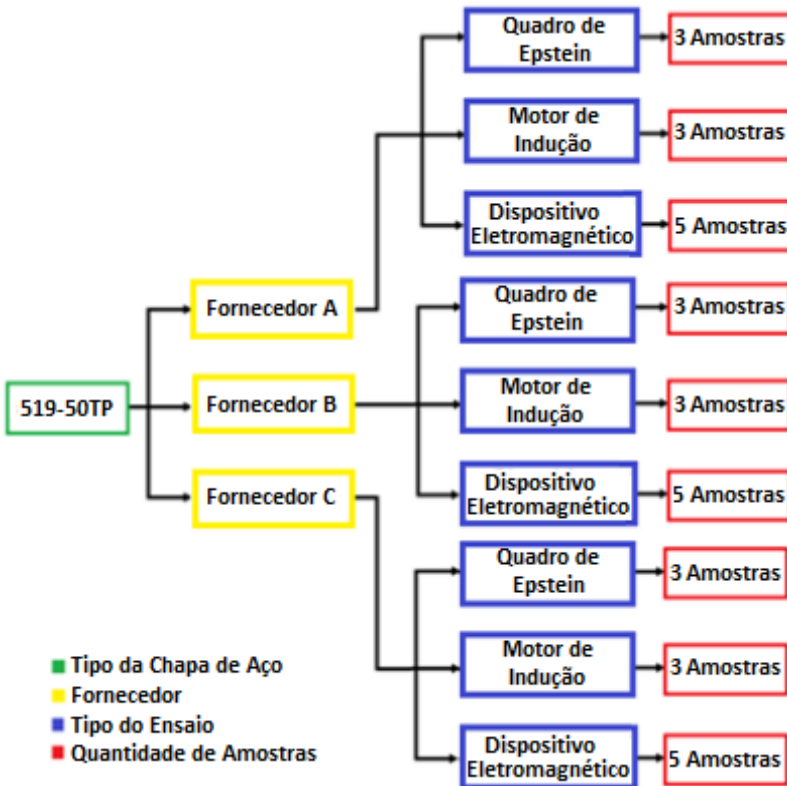 Quadro de
Epstein
3 Amostras
Motor de
Indução
3 Amostras
Dispositivo
Eletromagnético
5 Amostras
Fornecedor A
Quadro de
Epstein
3 Amostras
519-50TP
Fornecedor B
Motor de
Indução
3 Amostras
Fornecedor C
Dispositivo
Eletromagnético
5 Amostras
Quadro de
Epstein
3 Amostras
Motor de
Indução
3 Amostras
Dispositivo
Eletromagnético
5 Amostras
Tipo da Chapa de Aço
Fornecedor
Tipo do Ensaio
Quantidade de Amostras